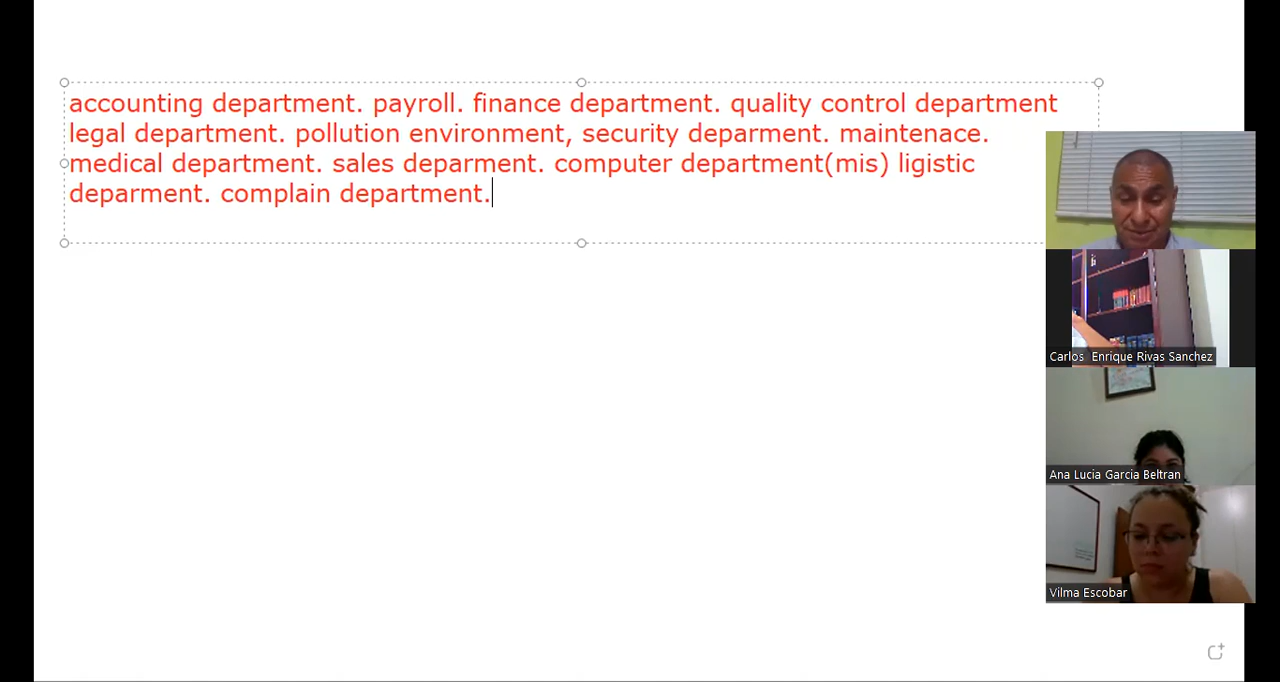 accounting department. payroll. finance department. quality control department
legal department. pollution environment, security deparment. maintenace.
medical department. sales deparment. computer department(mis) ligistic
deparment. complain department.
Carlos  Enrique Rivas Sanchez
Ana Lucia Garcia Beltran
Vilma Escobar